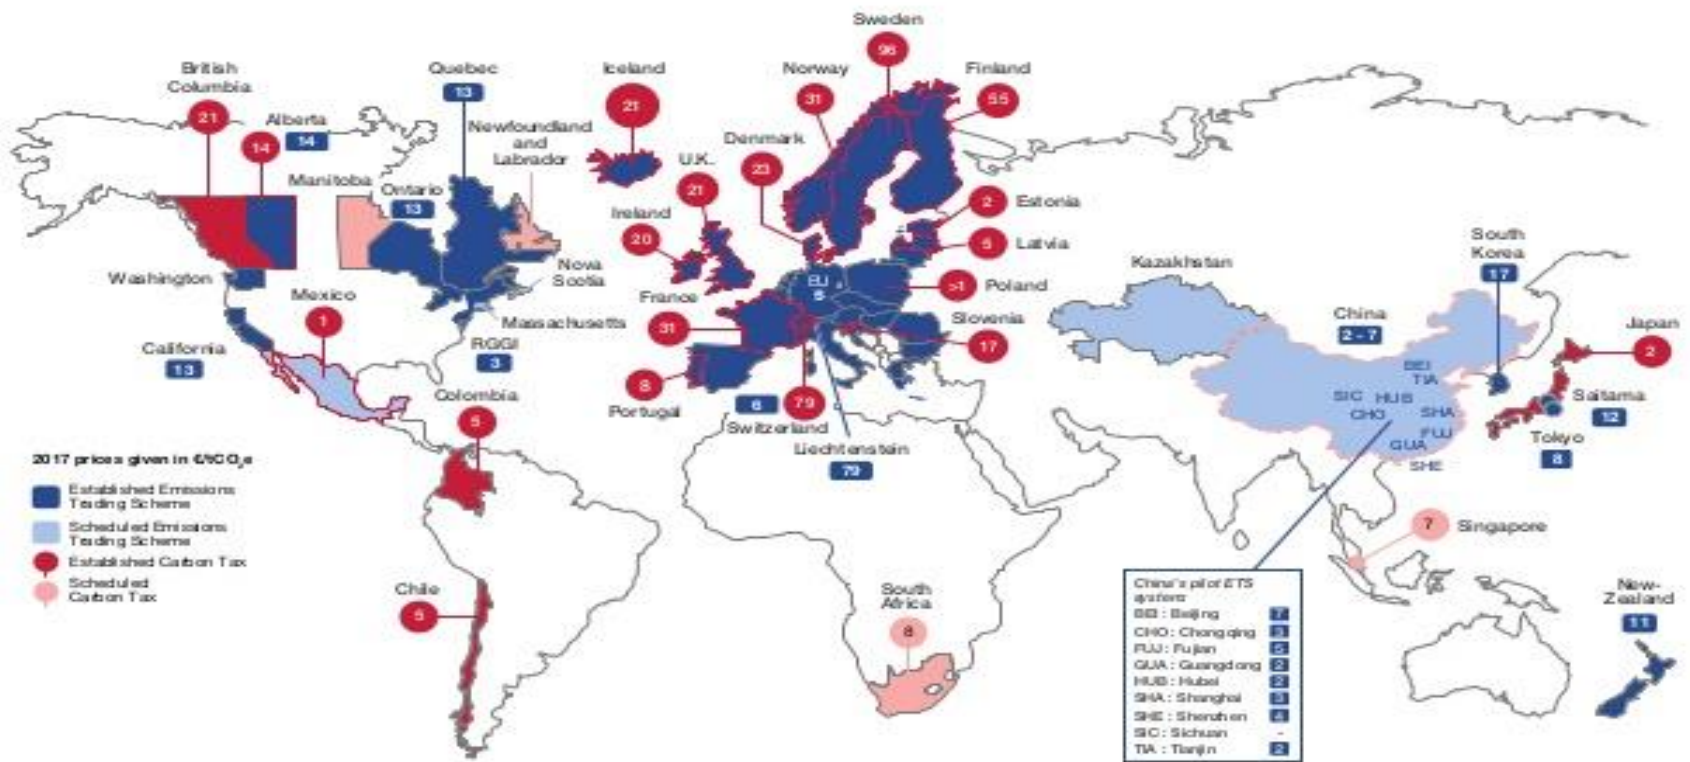 Sweden
96
British
Columbia
21
Alberta
14
14
Quebec
13
Iceland
21
Norway
31
Finland
55
Newfoundland
and
Labrador
Denmark
23
U.K.
21
Manitoba
Ontario
13
Ireland
20
2
Estonia
5
Latvia
South
Korea
17
Washington
Mexico
1
Nova
Scotia
France
31
EU
>1
Poland
Kazakhstan
China
2 - 7
Massachusetts
Slovenia
17
Japan
2
California
13
RGGI
3
Colombia
5
8
Portugal
6
79
Switzerland
Liechtenstein
79
BEI
TIA
SIC HUB
CHO
SHA
FUJ
GUA
SHE
Saitama
12
Tokyo
8
2017 prices given in €/tCO2e
Established Emissions
Trading Scheme
Scheduled Emissions
Trading Scheme
Established Carbon Tax
Scheduled
Carbon Tax
Chile
5
South
Africa
8
7
Singapore
New-
Zealand
11
China's pilot ETS
systems
BEI : Beijing 7
CHO : Chongqing 3
FUJ : Fujian 5
GUA : Guangdong 2
HUB : Hubei 2
SHA : Shanghai 3
SHE : Shenzhen 4
SIC : Sichuan -
TIA : Tianjin 2